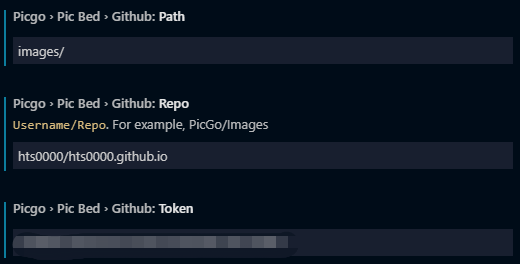 Picgo › Pic Bed › Github: Path
images/
Picgo › Pic Bed › Github: Repo
Username/Repo. For example, PicGo/Images
hts0000/hts0000.github.io
Picgo › Pic Bed › Github: Token